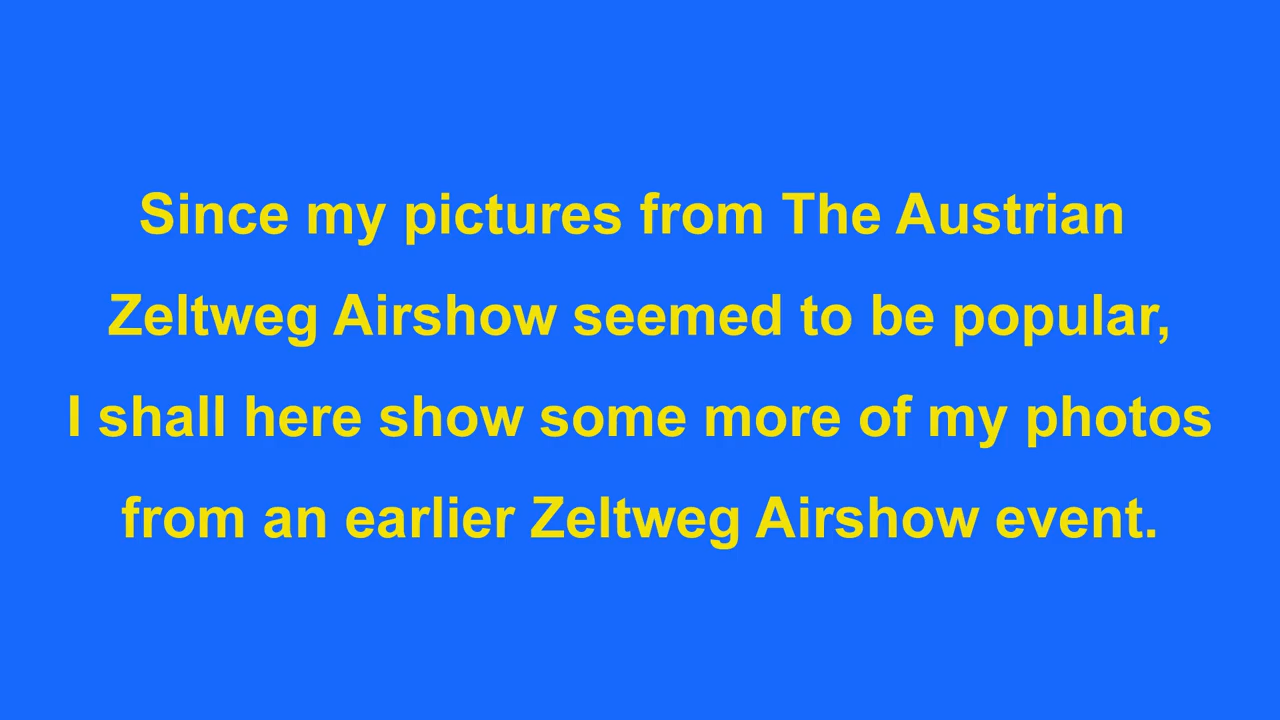 Since my pictures from The Austrian
Zeltweg Airshow seemed to be popular,
I shall here show some more of my photos
from an earlier Zeltweg Airshow event.